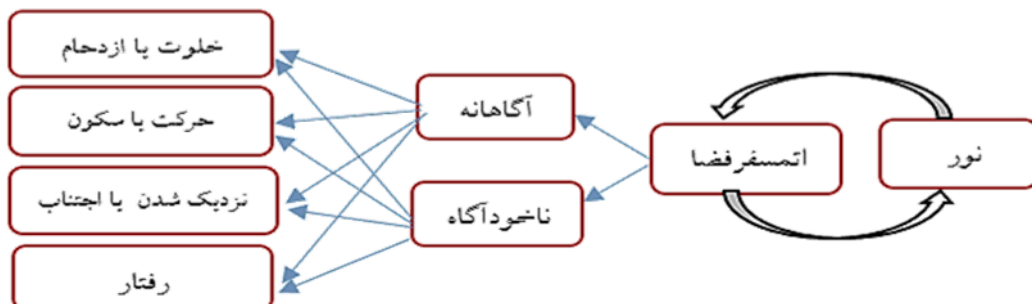 نور
اتمسفرفضا
آگاهانه
ناخودآگاه
خلوت یا ازدحام
حرکت یا سکون
نزدیک شدن یا اجتناب
رفتار